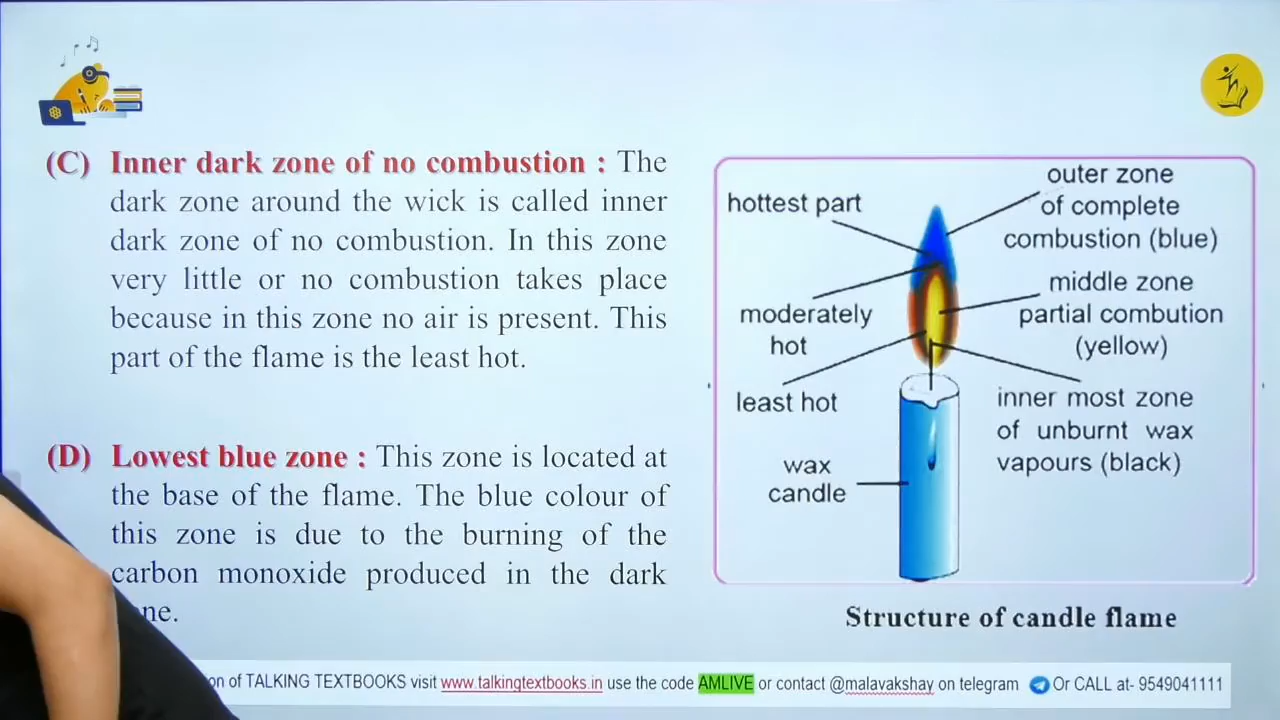 (C) Inner dark zone of no combustion : The
dark zone around the wick is called inner
dark zone of no combustion. In this zone
very little or no combustion takes place
because in this zone no air is present. This
part of the flame is the least hot.
(D) Lowest blue zone : This zone is located at
the base of the flame. The blue colour of
this zone is due to the burning of the
carbon monoxide produced in the dark
hottest part
moderately
hot
least hot
wax
candle
outer zone
of complete
combustion (blue)
middle zone
partial combution
(yellow)
inner most zone
of unburnt wax
vapours (black)
Structure of candle flame
of TALKING TEXTBOOKS visit www.talkingtextbooks.in use the code AMLIVE or contact @malavakshay on telegram Or CALL at- 9549041111